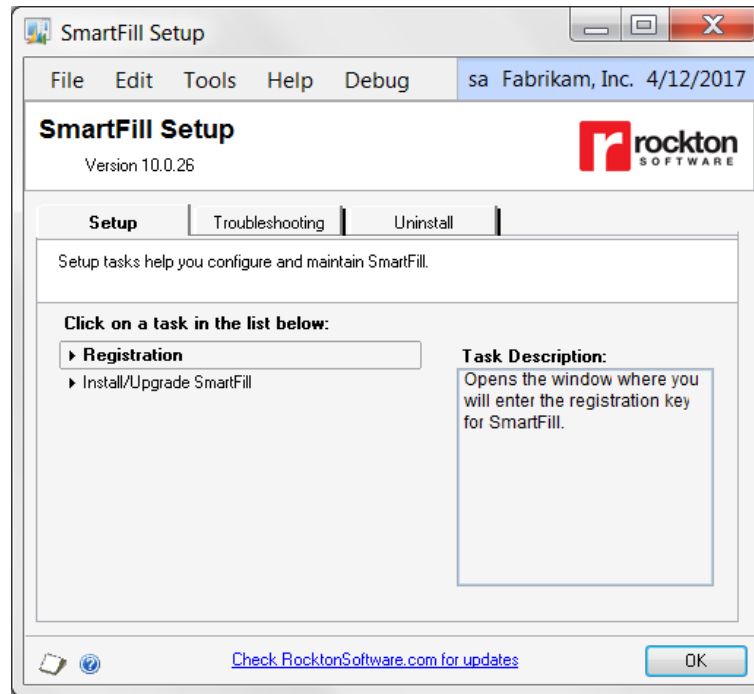 SmartFill Setup
File Edit Tools Help Debug sa Fabrikam, Inc. 4/12/2017
SmartFill Setup
Version 10.0.26
rockton
SOFTWARE
Setup Troubleshooting Uninstall
Setup tasks help you configure and maintain SmartFill.
Click on a task in the list below:
Registration
Install/Upgrade SmartFill
Task Description:
Opens the window where you
will enter the registration key
for SmartFill.
Check RocktonSoftware.com for updates
OK